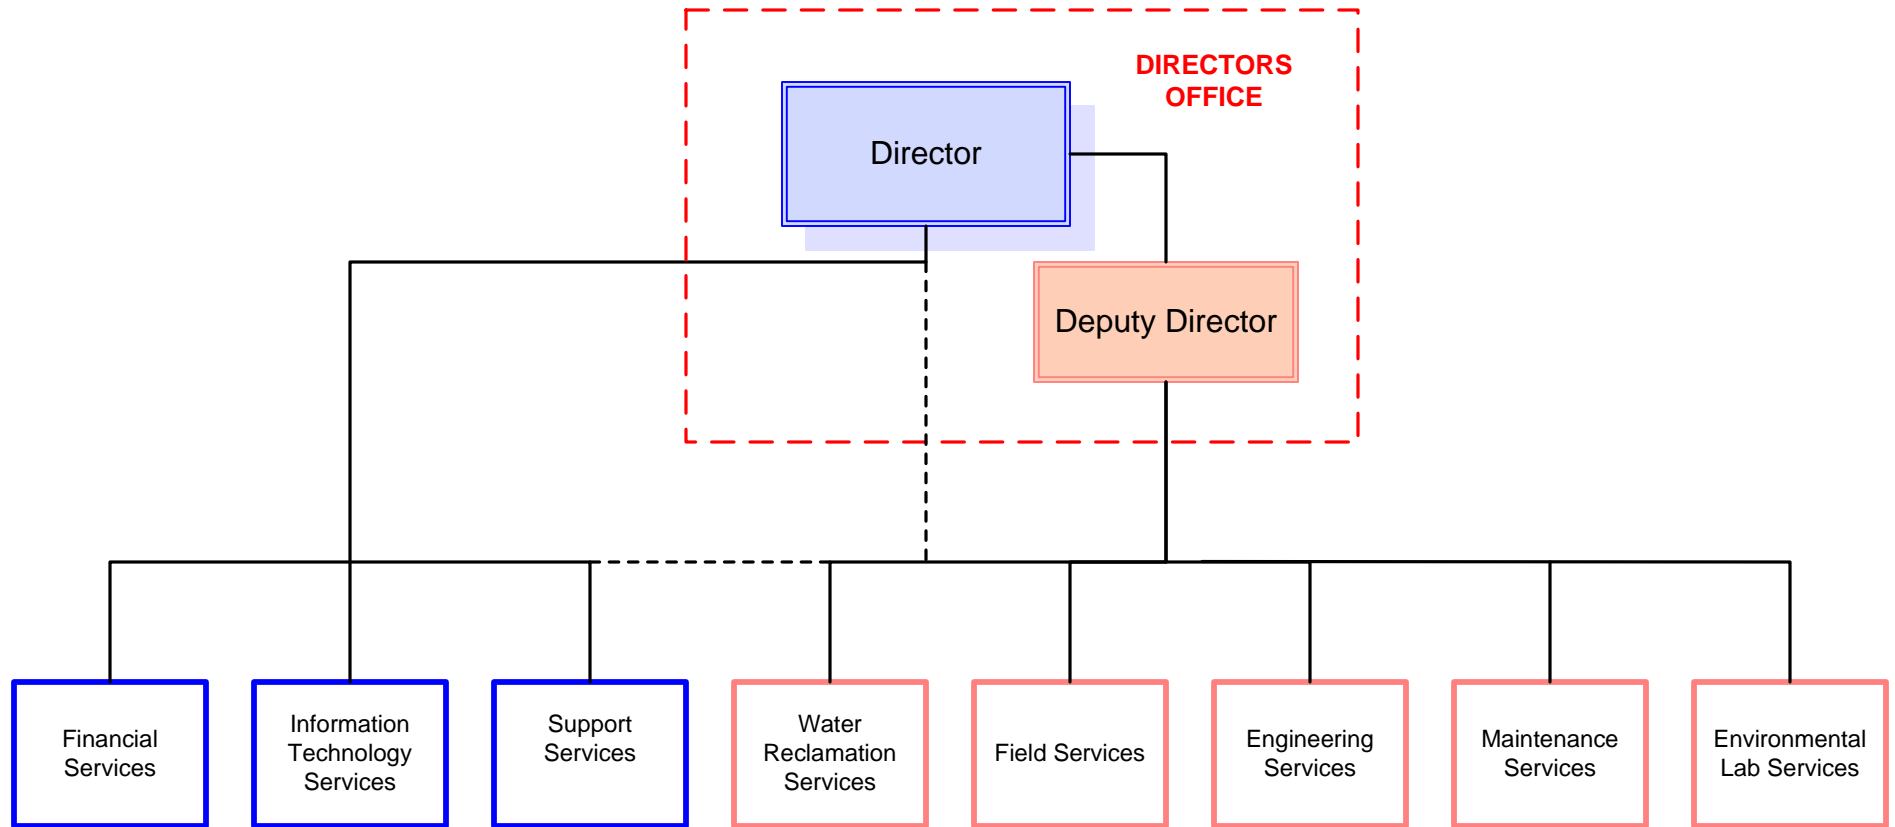 DIRECTORS
OFFICE
Director
Deputy Director
Financial
Services
Information
Technology
Services
Support
Services
Water
Reclamation
Services
Field Services
Engineering
Services
Maintenance
Services
Environmental
Lab Services